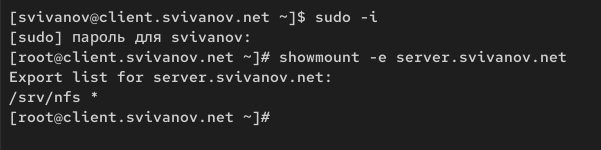 [svivanov@client.svivanov.net ~]$ sudo -i
[sudo] пароль для svivanov:
[root@client.svivanov.net ~]# showmount -e server.svivanov.net
Export list for server.svivanov.net:
/srv/nfs *
[root@client.svivanov.net ~]#